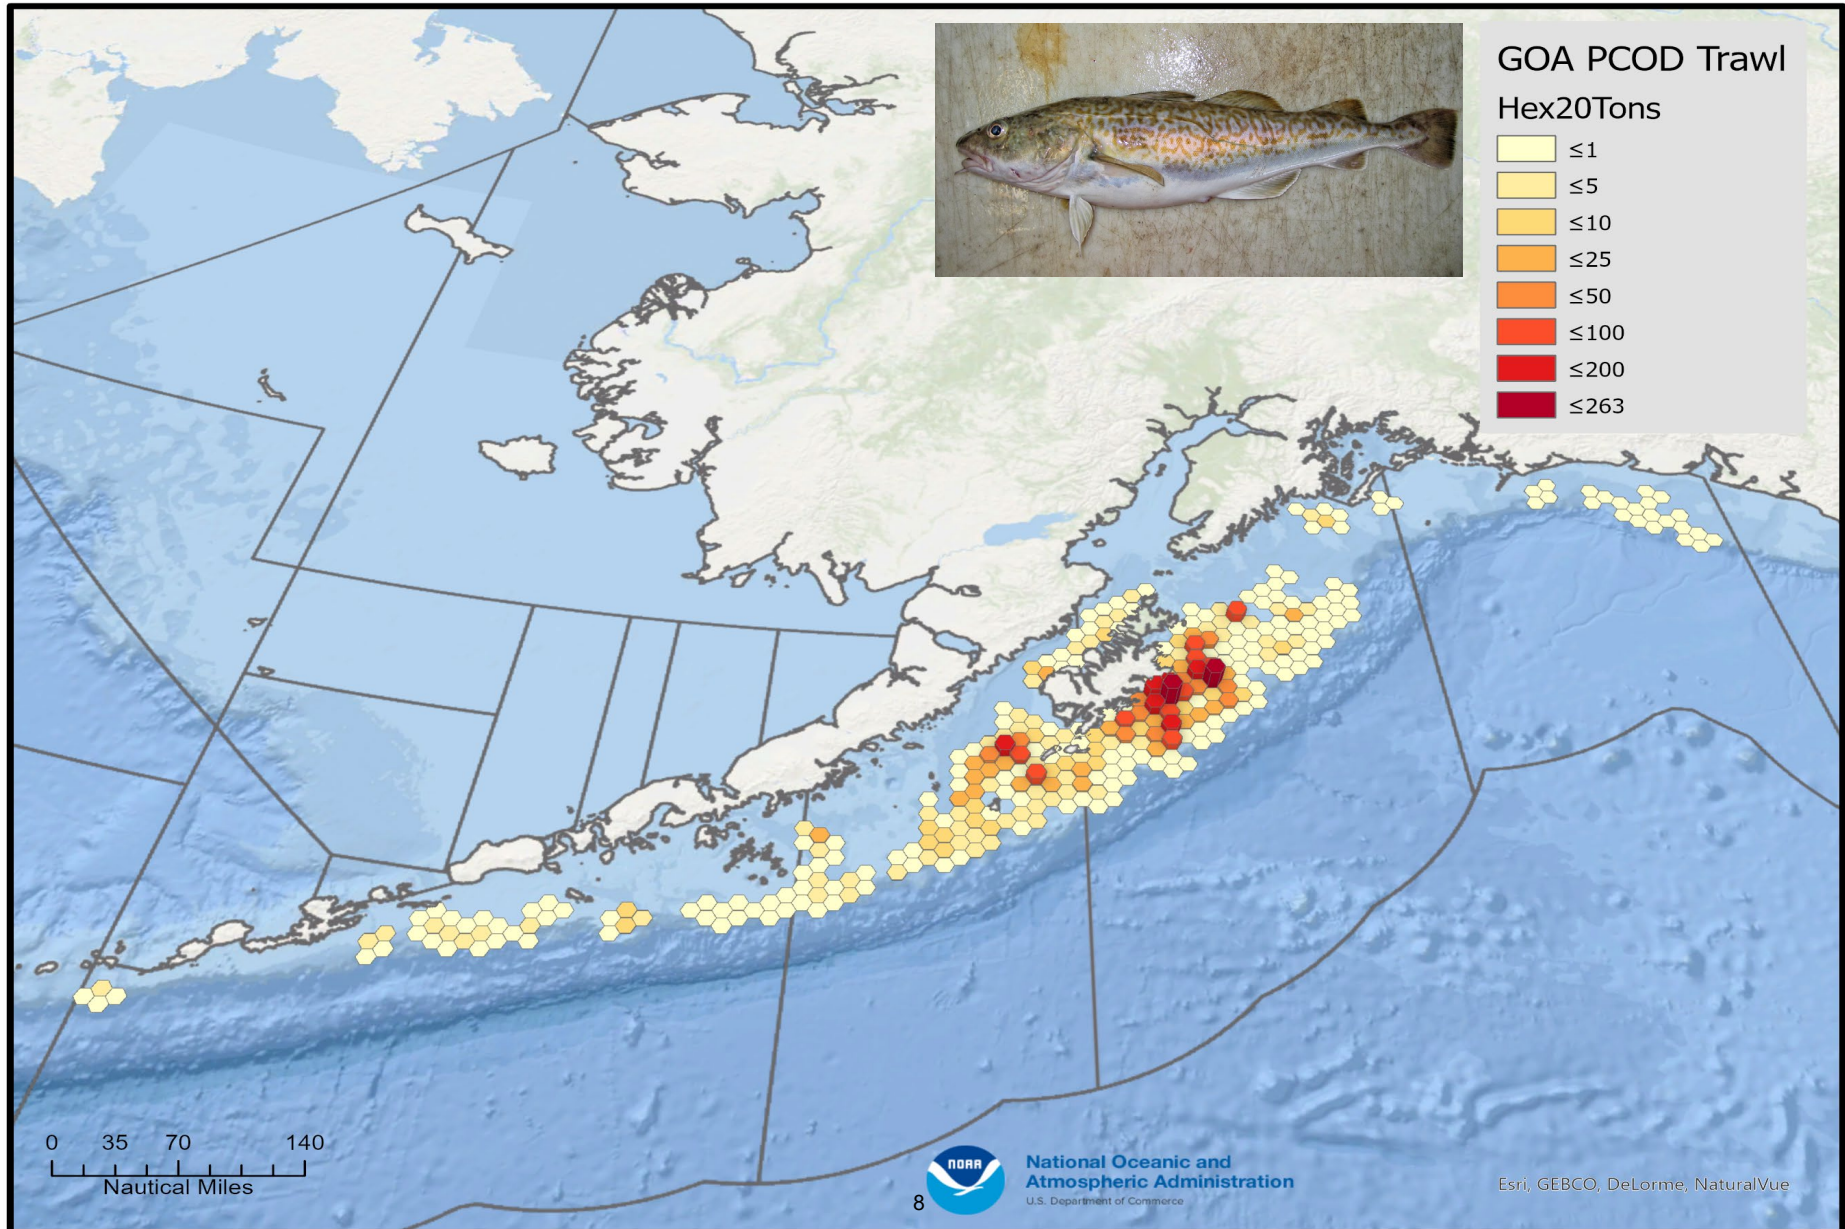 GOA PCOD Trawl
Hex20Tons
≤1
≤5
≤10
≤25
≤50
≤100
≤200
≤263
0 35 70 140
Nautical Miles
8
NOAA
National Oceanic and
Atmospheric Administration
U.S. Department of Commerce
Esri, GEBCO, DeLorme, NaturalVue